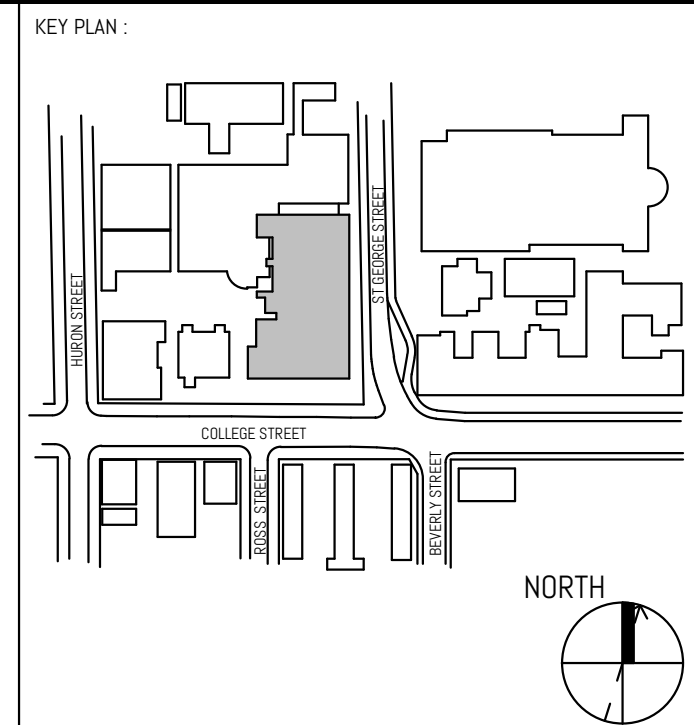 KEY PLAN :
ST GEORGE STREET
HURON STREET
COLLEGE STREET
ROSS STREET
BEVERLY STREET
NORTH